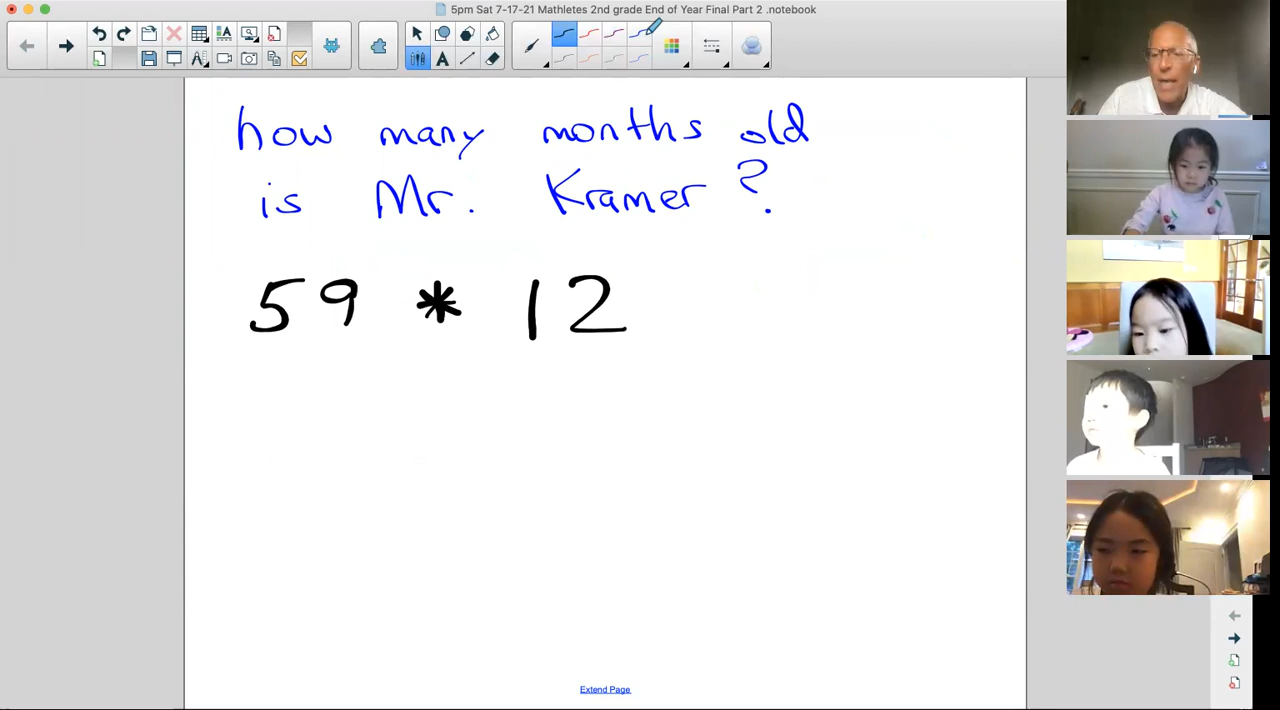 5pm Sat 7-17-21 Mathletes 2nd grade End of Year Final Part 2 .notebook
how many months old
is Mr. Kramer ?
59 * 12
Extend Page